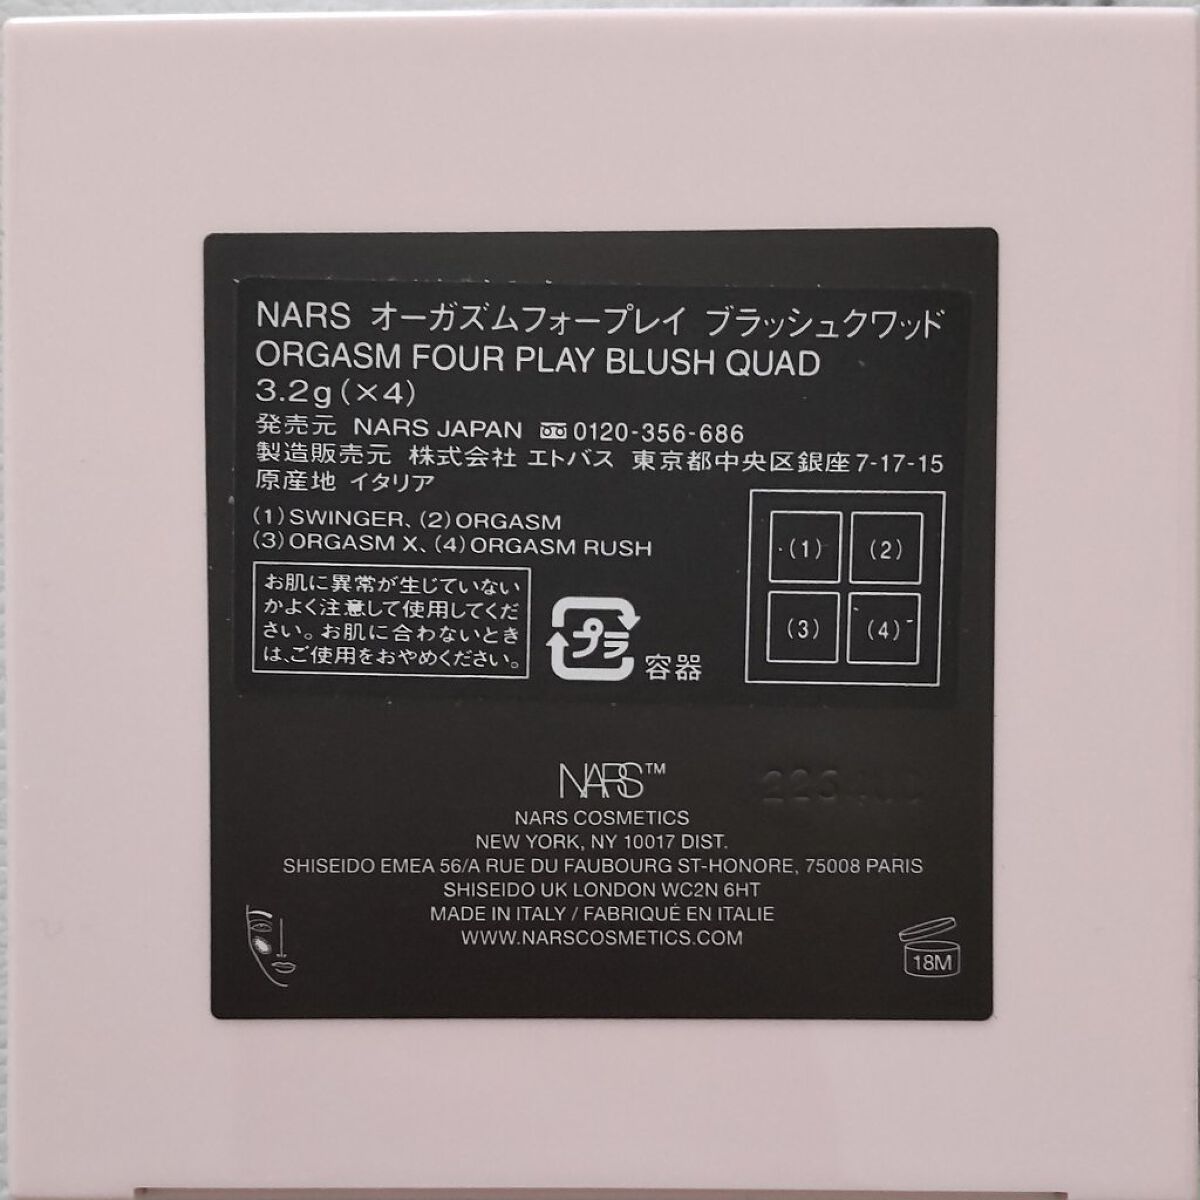 NARS オーガズムフォープレイ ブラッシュクワッド
ORGASM FOUR PLAY BLUSH QUAD
3.2g(×4)
発売元 NARS JAPAN 0120-356-686
製造販売元 株式会社 エトバス 東京都中央区銀座7-17-15
原産地 イタリア
(1)SWINGER、(2)ORGASM
(3)ORGASM X、(4)ORGASM RUSH
お肌に異常が生じていない
かよく注意して使用してくだ
さい。お肌に合わないとき
は、ご使用をおやめください。
プラ
容器
(1) (2)
(3) (4)
NARS™
NARS COSMETICS
NEW YORK, NY 10017 DIST.
SHISEIDO EMEA 56/A RUE DU FAUBOURG ST-HONORE, 75008 PARIS
SHISEIDO UK LONDON WC2N 6HT
MADE IN ITALY / FABRIQUÉ EN ITALIE
WWW.NARSCOSMETICS.COM
18M